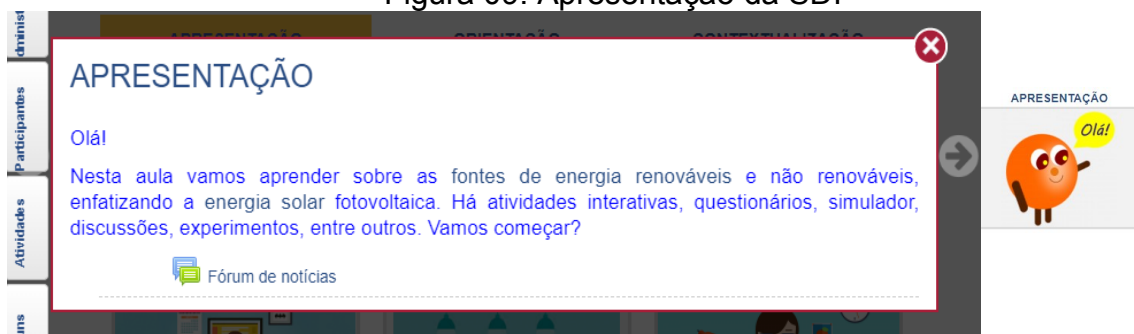 APRESENTAÇÃO
Olá!
Nesta aula vamos aprender sobre as fontes de energia renováveis e não renováveis,
enfatizando a energia solar fotovoltaica. Há atividades interativas, questionários, simulador,
discussões, experimentos, entre outros. Vamos começar?
Fórum de notícias
Participantes
Atividades
APRESENTAÇÃO
Olá!